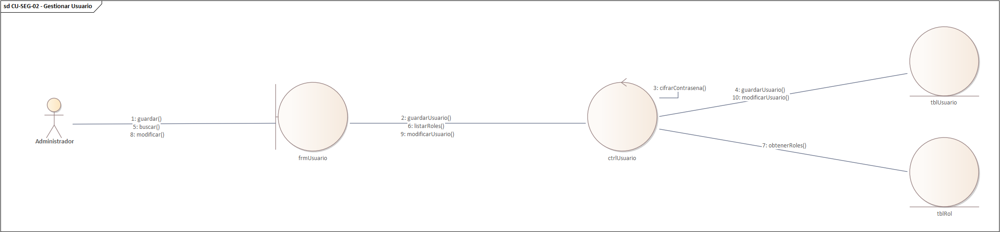 sd CU-SEG-02 - Gestionar Usuario
1: guardar()
5: buscar()
8: modificar()
Administrador
frmUsuario
2: guardarUsuario()
6: listarRoles()
9: modificarUsuario()
ctrlUsuario
3: cifrarContrasena()
4: guardarUsuario()
10: modificarUsuario()
tblUsuario
7: obtenerRoles()
tblRol